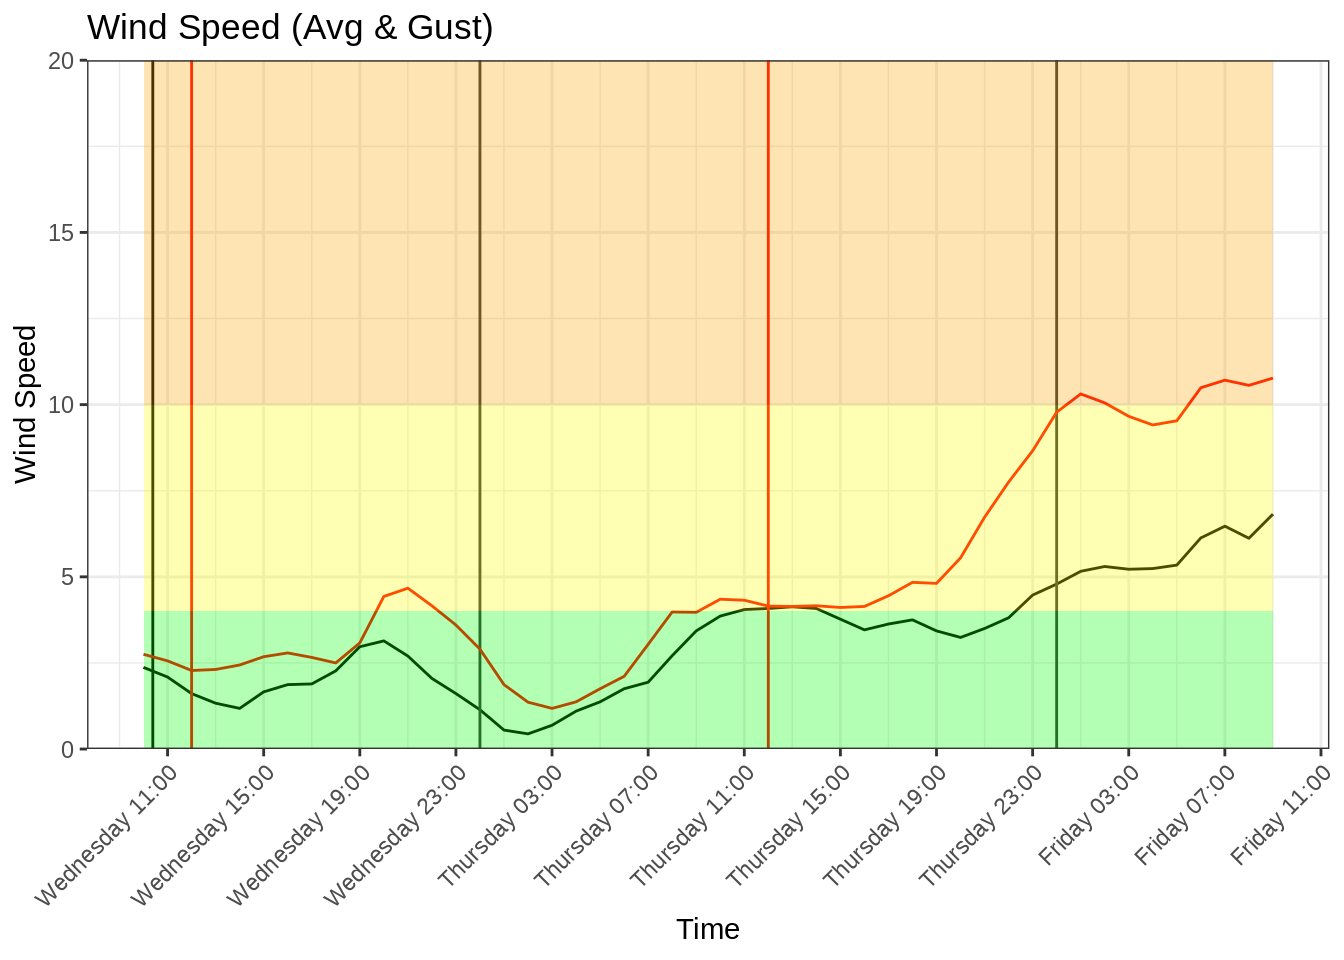 Wind Speed (Avg & Gust)
20
15
10
5
0
Wind Speed
Wednesday 11:00
Wednesday 15:00
Wednesday 19:00
Wednesday 23:00
Thursday 03:00
Thursday 07:00
Thursday 11:00
Thursday 15:00
Thursday 19:00
Thursday 23:00
Friday 03:00
Friday 07:00
Friday 11:00
Time